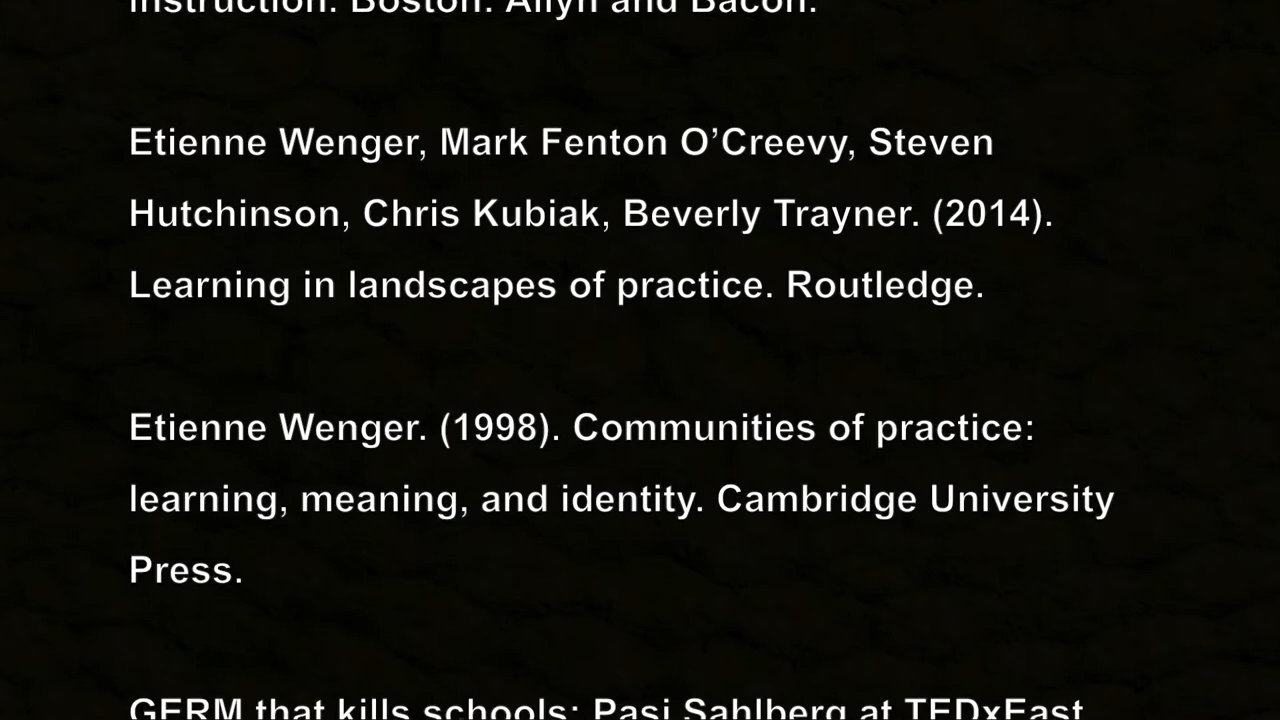 instruction. Boston: Allyn and Bacon.
Etienne Wenger, Mark Fenton O’Creevy, Steven
Hutchinson, Chris Kubiak, Beverly Trayner. (2014).
Learning in landscapes of practice. Routledge.
Etienne Wenger. (1998). Communities of practice:
learning, meaning, and identity. Cambridge University
Press.
GERM that kills schools: Pasi Sahlberg at TEDxEast